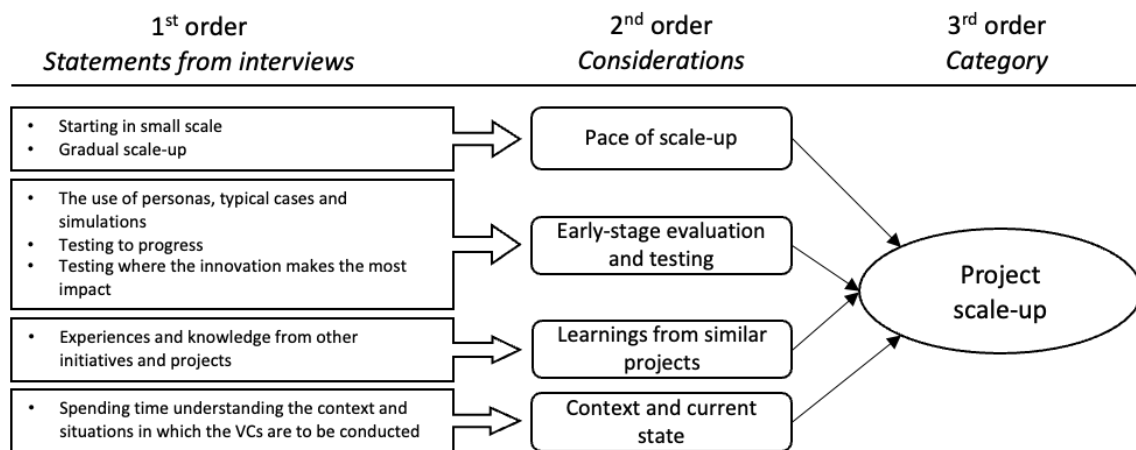 1st order
Statements from interviews
2nd order
Considerations
3rd order
Category
• Starting in small scale
• Gradual scale-up
Pace of scale-up
• The use of personas, typical cases and
simulations
• Testing to progress
• Testing where the innovation makes the most
impact
Early-stage evaluation
and testing
• Experiences and knowledge from other
initiatives and projects
Learnings from similar
projects
• Spending time understanding the context and
situations in which the VCs are to be conducted
Context and current
state
Project
scale-up